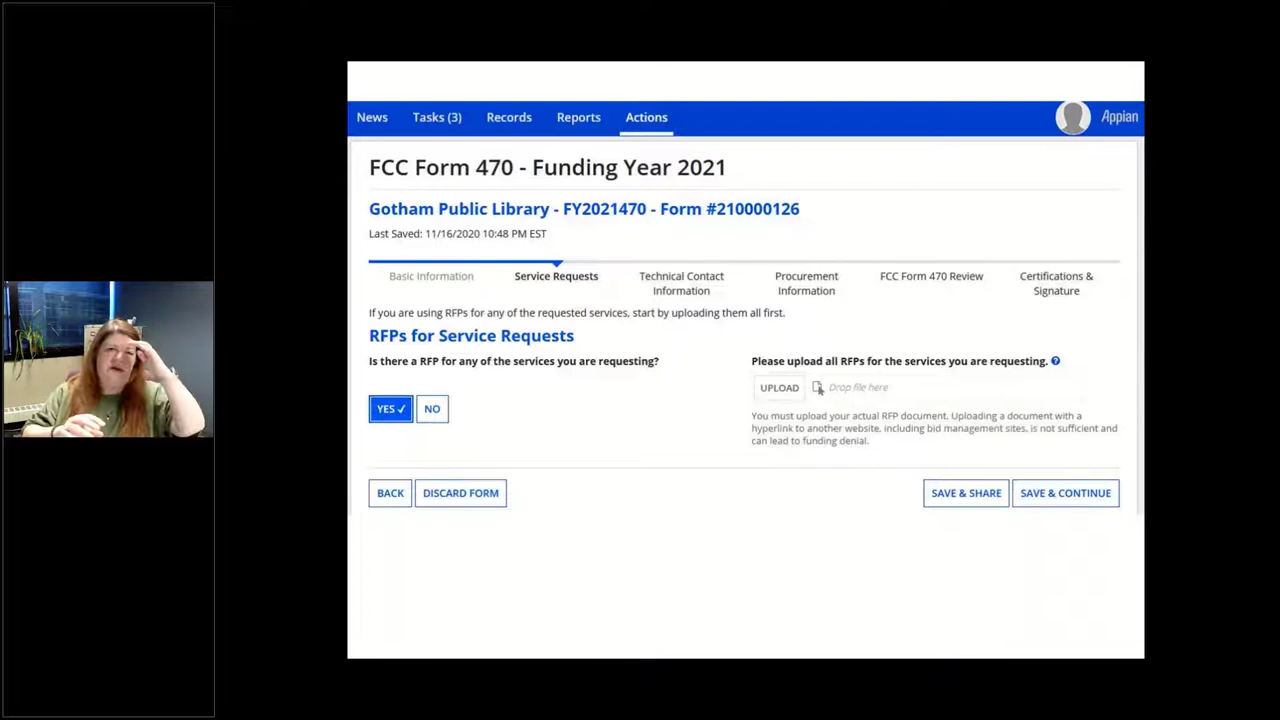 News Tasks (3) Records Reports Actions Appian
FCC Form 470 - Funding Year 2021
Gotham Public Library - FY2021470 - Form #210000126
Last Saved: 11/16/2020 10:48 PM EST
Basic Information
Service Requests
Technical Contact
Information
Procurement
Information
FCC Form 470 Review
Certifications &
Signature
If you are using RFPs for any of the requested services, start by uploading them all first.
RFPs for Service Requests
Is there a RFP for any of the services you are requesting?
YES ✓ NO
Please upload all RFPs for the services you are requesting. ?
UPLOAD Drop file here
You must upload your actual RFP document. Uploading a document with a
hyperlink to another website, including bid management sites, is not sufficient and
can lead to funding denial.
BACK DISCARD FORM SAVE & SHARE SAVE & CONTINUE